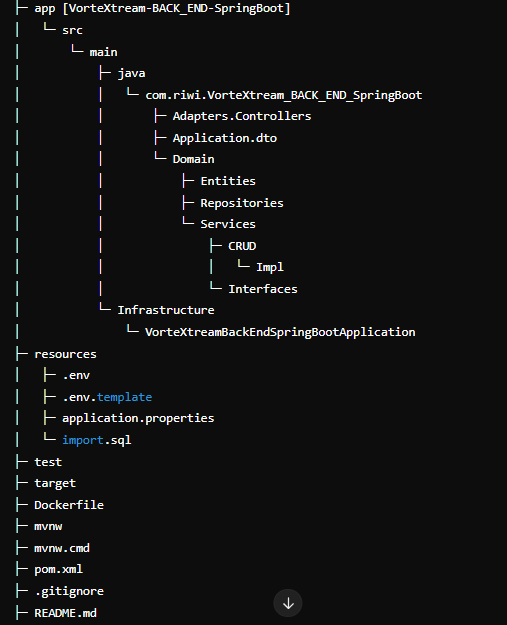 ├─ app [VorteXtream-BACK_END-SpringBoot]
│   └─ src
│       └─ main
│           ├─ java
│           │   └─ com.riwi.VorteXtream_BACK_END_SpringBoot
│           │       ├─ Adapters.Controllers
│           │       ├─ Application.dto
│           │       └─ Domain
│           │           ├─ Entities
│           │           ├─ Repositories
│           │           └─ Services
│           │               ├─ CRUD
│           │               │   └─ Impl
│           │               └─ Interfaces
│           └─ Infrastructure
│               └─ VorteXtreamBackEndSpringBootApplication
├─ resources
│   ├─ .env
│   ├─ .env.template
│   ├─ application.properties
│   └─ import.sql
├─ test
├─ target
├─ Dockerfile
├─ mvnw
├─ mvnw.cmd
├─ pom.xml
├─ .gitignore
├─ README.md